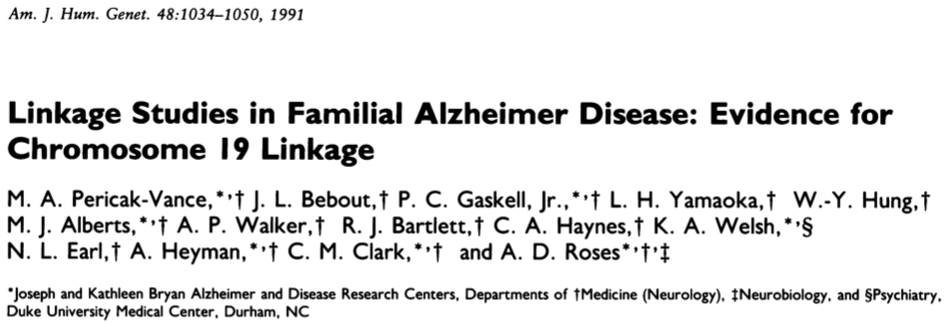 Am. J. Hum. Genet. 48:1034–1050, 1991
Linkage Studies in Familial Alzheimer Disease: Evidence for
Chromosome 19 Linkage
M. A. Pericak-Vance,*,† J. L. Bebout,† P. C. Gaskell, Jr.,*,† L. H. Yamaoka,† W.-Y. Hung,†
M. J. Alberts,*,† A. P. Walker,† R. J. Bartlett,† C. A. Haynes,† K. A. Welsh,*,§
N. L. Earl,† A. Heyman,*,† C. M. Clark,*,† and A. D. Roses*,†,‡
*Joseph and Kathleen Bryan Alzheimer and Disease Research Centers, Departments of †Medicine (Neurology), ‡Neurobiology, and §Psychiatry,
Duke University Medical Center, Durham, NC